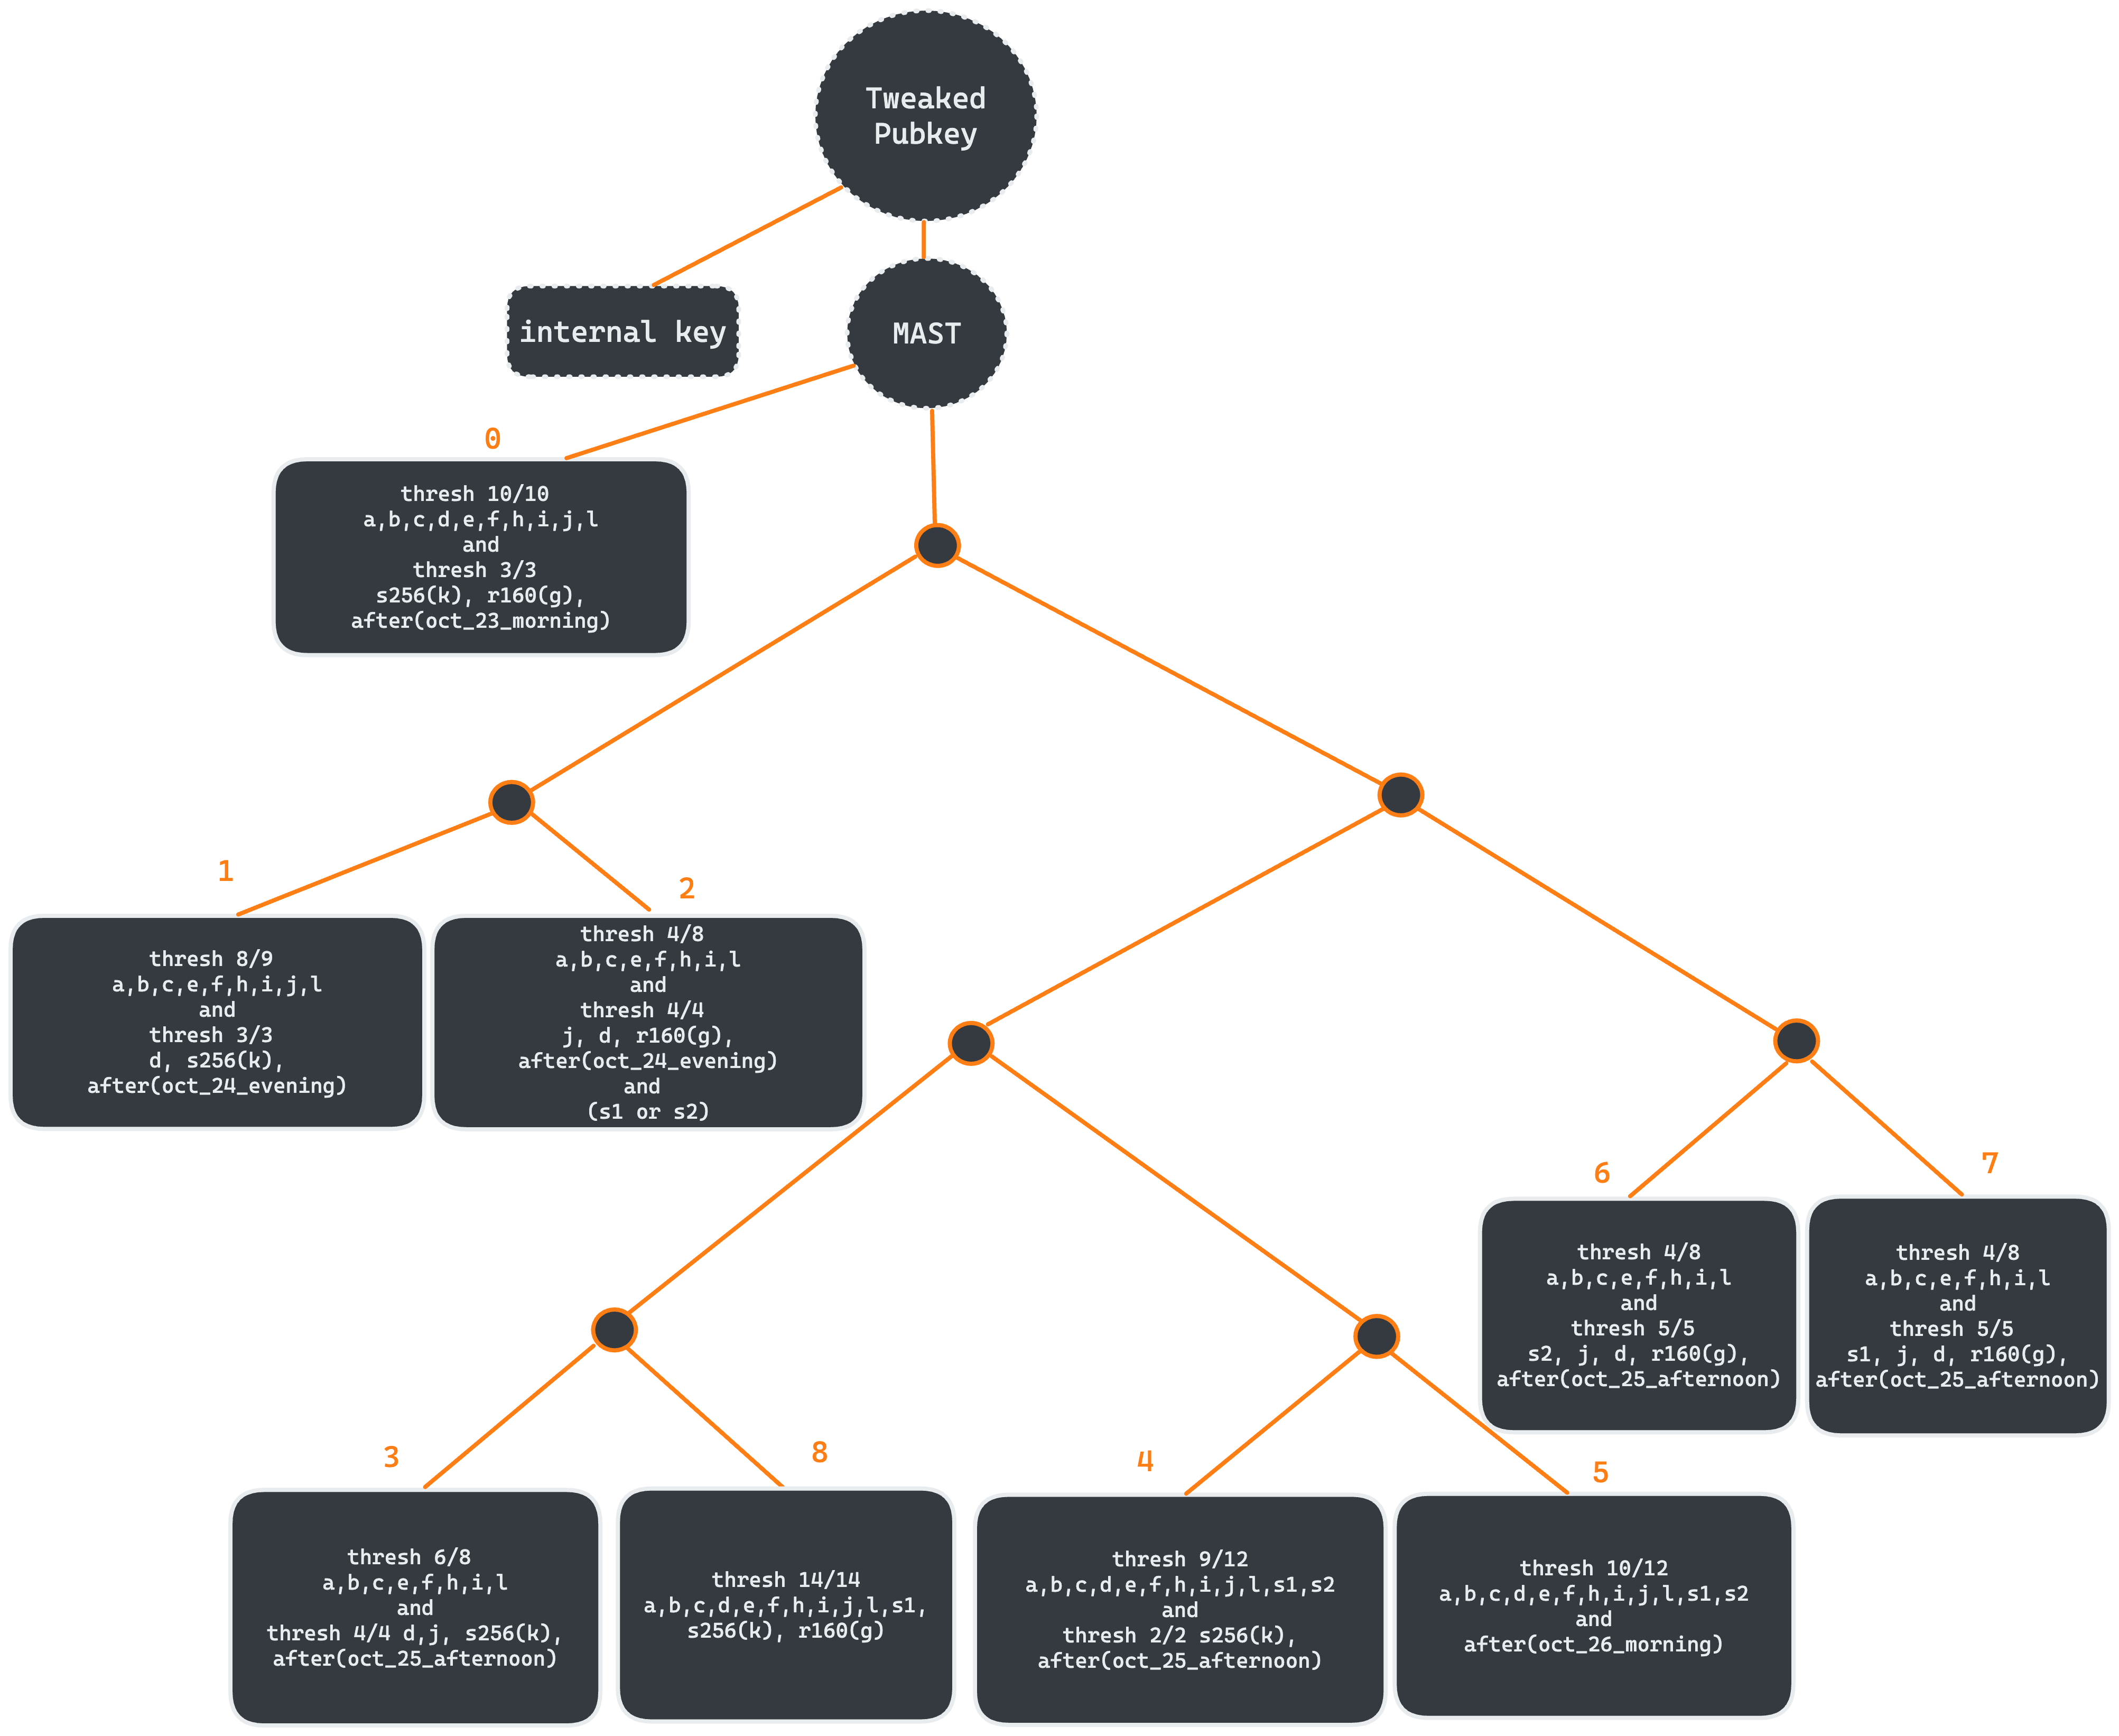 Tweaked
Pubkey
internal key
MAST
0
thresh 10/10
a,b,c,d,e,f,h,i,j,l
and
thresh 3/3
s256(k), r160(g),
after(oct_23_morning)
1
thresh 8/9
a,b,c,e,f,h,i,j,l
and
thresh 3/3
d, s256(k),
after(oct_24_evening)
2
thresh 4/8
a,b,c,e,f,h,i,l
and
thresh 4/4
j, d, r160(g),
after(oct_24_evening)
and
(s1 or s2)
6
thresh 4/8
a,b,c,e,f,h,i,l
and
thresh 5/5
s2, j, d, r160(g),
after(oct_25_afternoon)
7
thresh 4/8
a,b,c,e,f,h,i,l
and
thresh 5/5
s1, j, d, r160(g),
after(oct_25_afternoon)
3
thresh 6/8
a,b,c,e,f,h,i,l
and
thresh 4/4 d,j, s256(k),
after(oct_25_afternoon)
8
thresh 14/14
a,b,c,d,e,f,h,i,j,l,s1,
s256(k), r160(g)
4
thresh 9/12
a,b,c,d,e,f,h,i,j,l,s1,s2
and
thresh 2/2 s256(k),
after(oct_25_afternoon)
5
thresh 10/12
a,b,c,d,e,f,h,i,j,l,s1,s2
and
after(oct_26_morning)